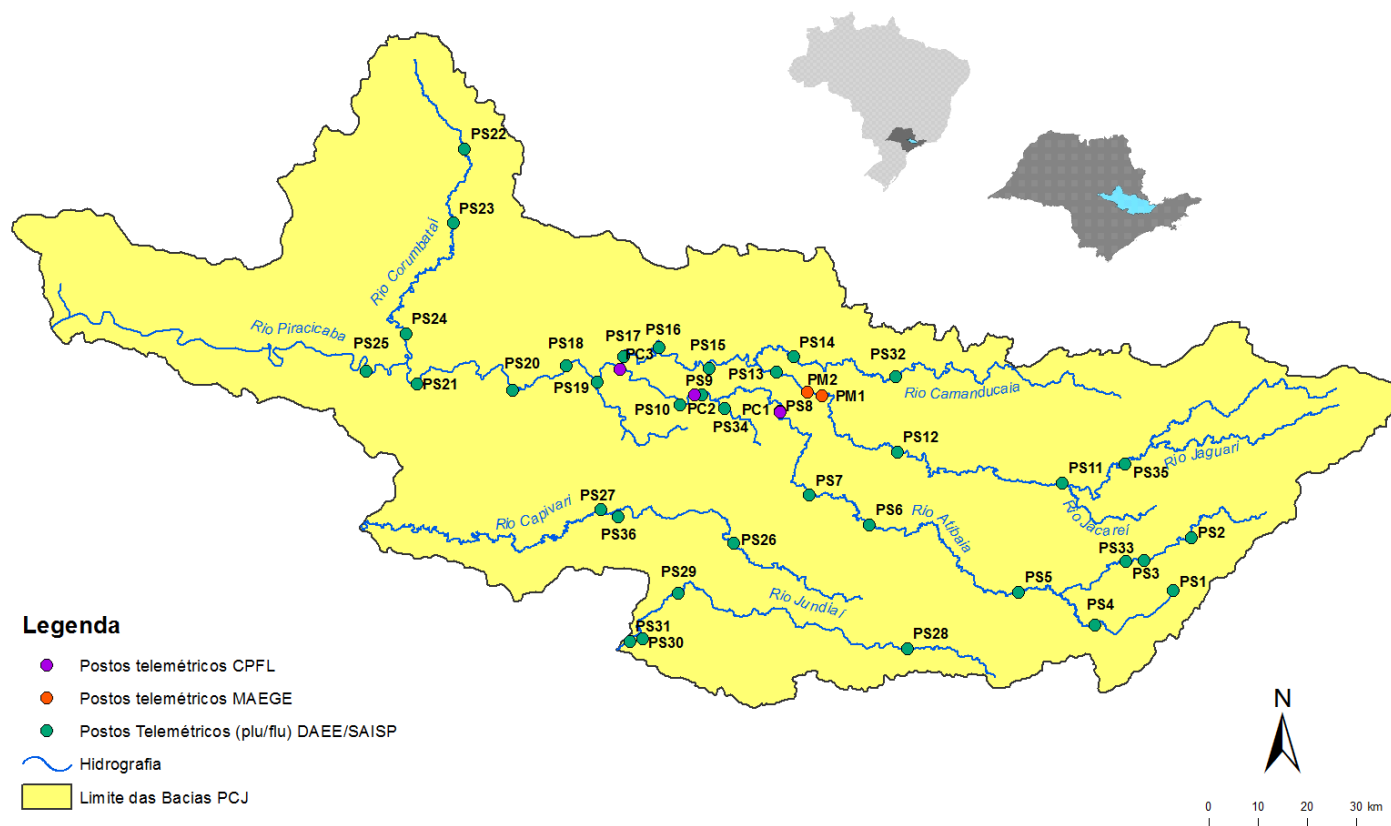 PS22
PS23
Rio Corumbataí
PS24
Rio Piracicaba
PS25
PS21
PS20
PS18
PS19
PS17
PC3
PS16
PS15
PS14
PS13
PS32
PM2
PM1
Rio Camanducaia
PS9
PS10
PC2
PS34
PC1
PS8
PS12
PS11
PS35
Rio Jaguari
PS7
PS6
Rio Atibaia
Rio Jacareí
PS2
PS33
PS3
PS1
PS5
PS4
PS27
Rio Capivari
PS36
PS26
PS29
Rio Jundiaí
PS31
PS30
PS28
Legenda
Postos telemétricos CPFL
Postos telemétricos MAEGE
Postos Telemétricos (plu/flu) DAEE/SAISP
Hidrografia
Limite das Bacias PCJ
N
0 10 20 30 km